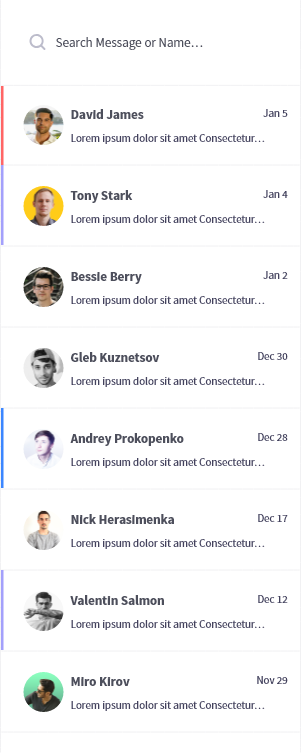 Search Message or Name...
David James
Jan 5
Lorem ipsum dolor sit amet Consectetur...
Tony Stark
Jan 4
Lorem ipsum dolor sit amet Consectetur...
Bessie Berry
Jan 2
Lorem ipsum dolor sit amet Consectetur...
Gleb Kuznetsov
Dec 30
Lorem ipsum dolor sit amet Consectetur...
Andrey Prokopenko
Dec 28
Lorem ipsum dolor sit amet Consectetur...
Nick Herasimenka
Dec 17
Lorem ipsum dolor sit amet Consectetur...
Valentin Salmon
Dec 12
Lorem ipsum dolor sit amet Consectetur...
Miro Kirov
Nov 29
Lorem ipsum dolor sit amet Consectetur...